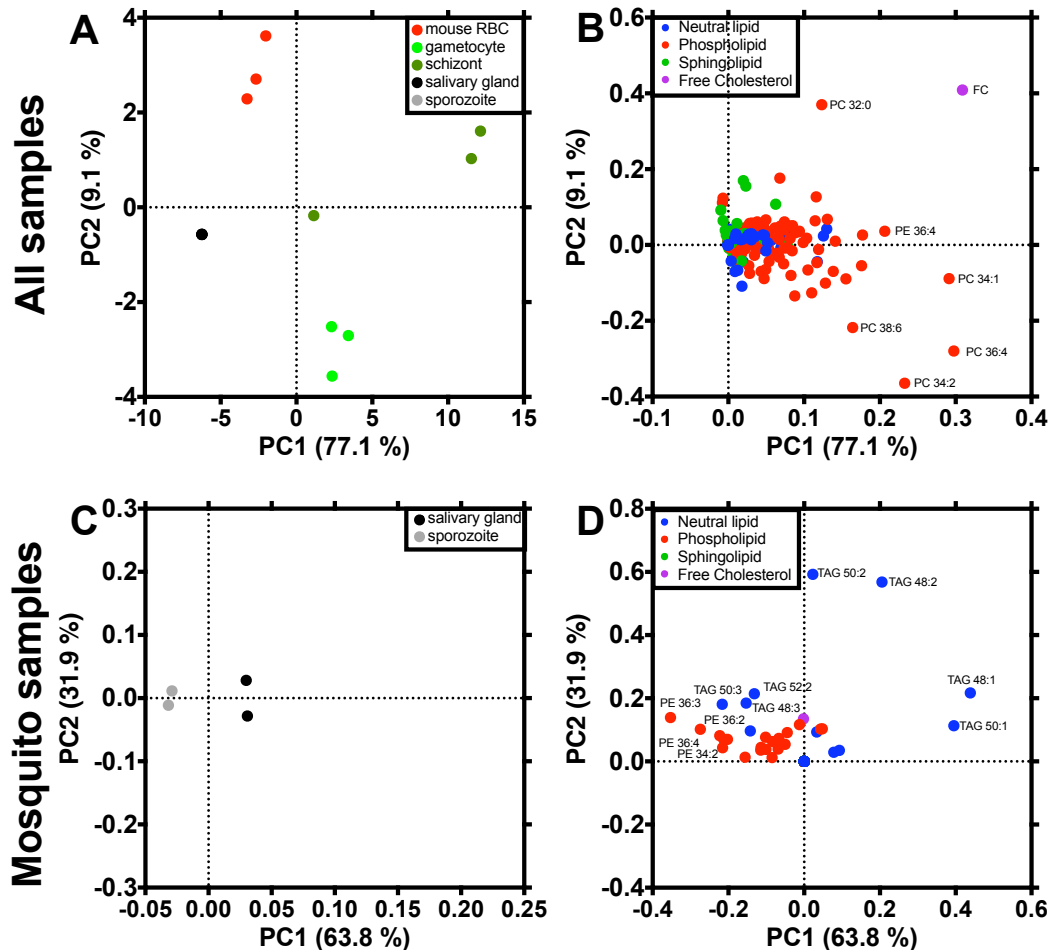 All samples
A
mouse RBC
gametocyte
schizont
salivary gland
sporozoite
4
2
0
-2
-4
PC2 (9.1 %)
-10
-5
0
5
10
15
PC1 (77.1 %)
B
Neutral lipid
Phospholipid
Sphingolipid
Free Cholesterol
FC
PC 32:0
PE 36:4
PC 34:1
PC 38:6
PC 36:4
PC 34:2
0.6
0.4
0.2
0.0
-0.2
-0.4
PC2 (9.1 %)
-0.1
0.0
0.1
0.2
0.3
0.4
PC1 (77.1 %)
Mosquito samples
C
salivary gland
sporozoite
0.3
0.2
0.1
0.0
-0.1
-0.2
-0.3
PC2 (31.9 %)
-0.05
0.00
0.05
0.10
0.15
0.20
0.25
PC1 (63.8 %)
D
Neutral lipid
Phospholipid
Sphingolipid
Free Cholesterol
TAG 50:2
TAG 48:2
TAG 48:1
TAG 50:1
TAG 50:3
TAG 52:2
TAG 48:3
PE 36:3
PE 36:2
PE 36:4
PE 34:2
0.8
0.6
0.4
0.2
0.0
-0.2
-0.4
PC2 (31.9 %)
-0.4
-0.2
0.0
0.2
0.4
0.6
PC1 (63.8 %)